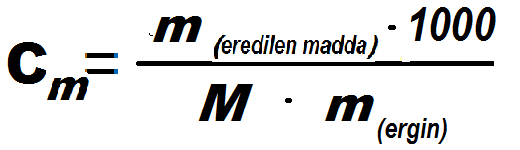 m (eredilen madda) · 1000
Cm=
M · m (ergin)